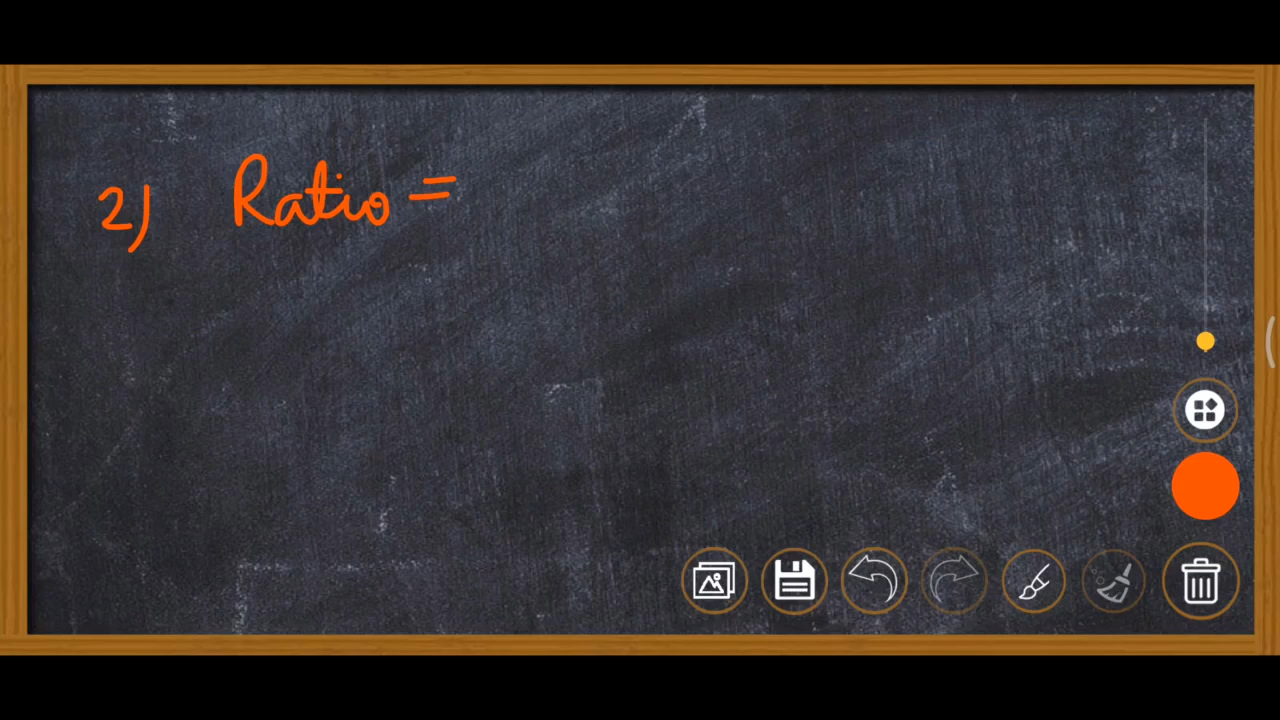 2) Ratio =